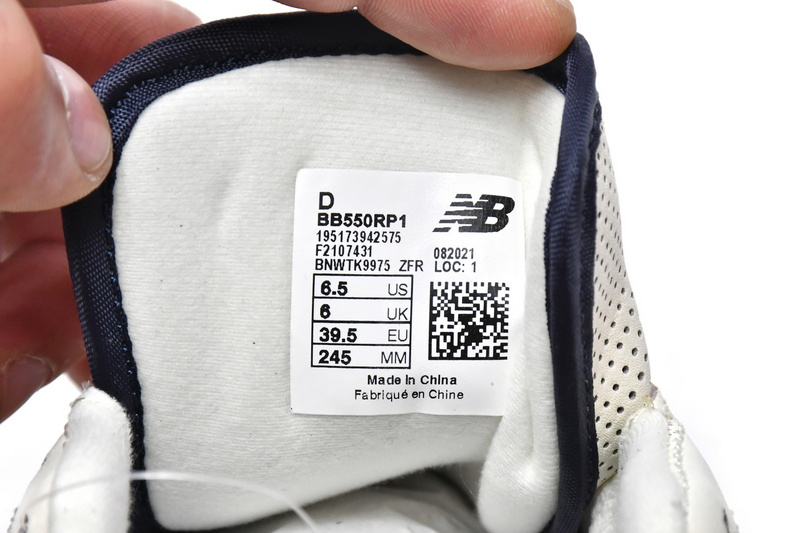 D
NB
BB550RP1
195173942575
F2107431
082021
BNWTK9975 ZFR LOC: 1
6.5 US
6 UK
39.5 EU
245 MM
Made In China
Fabriqué en Chine